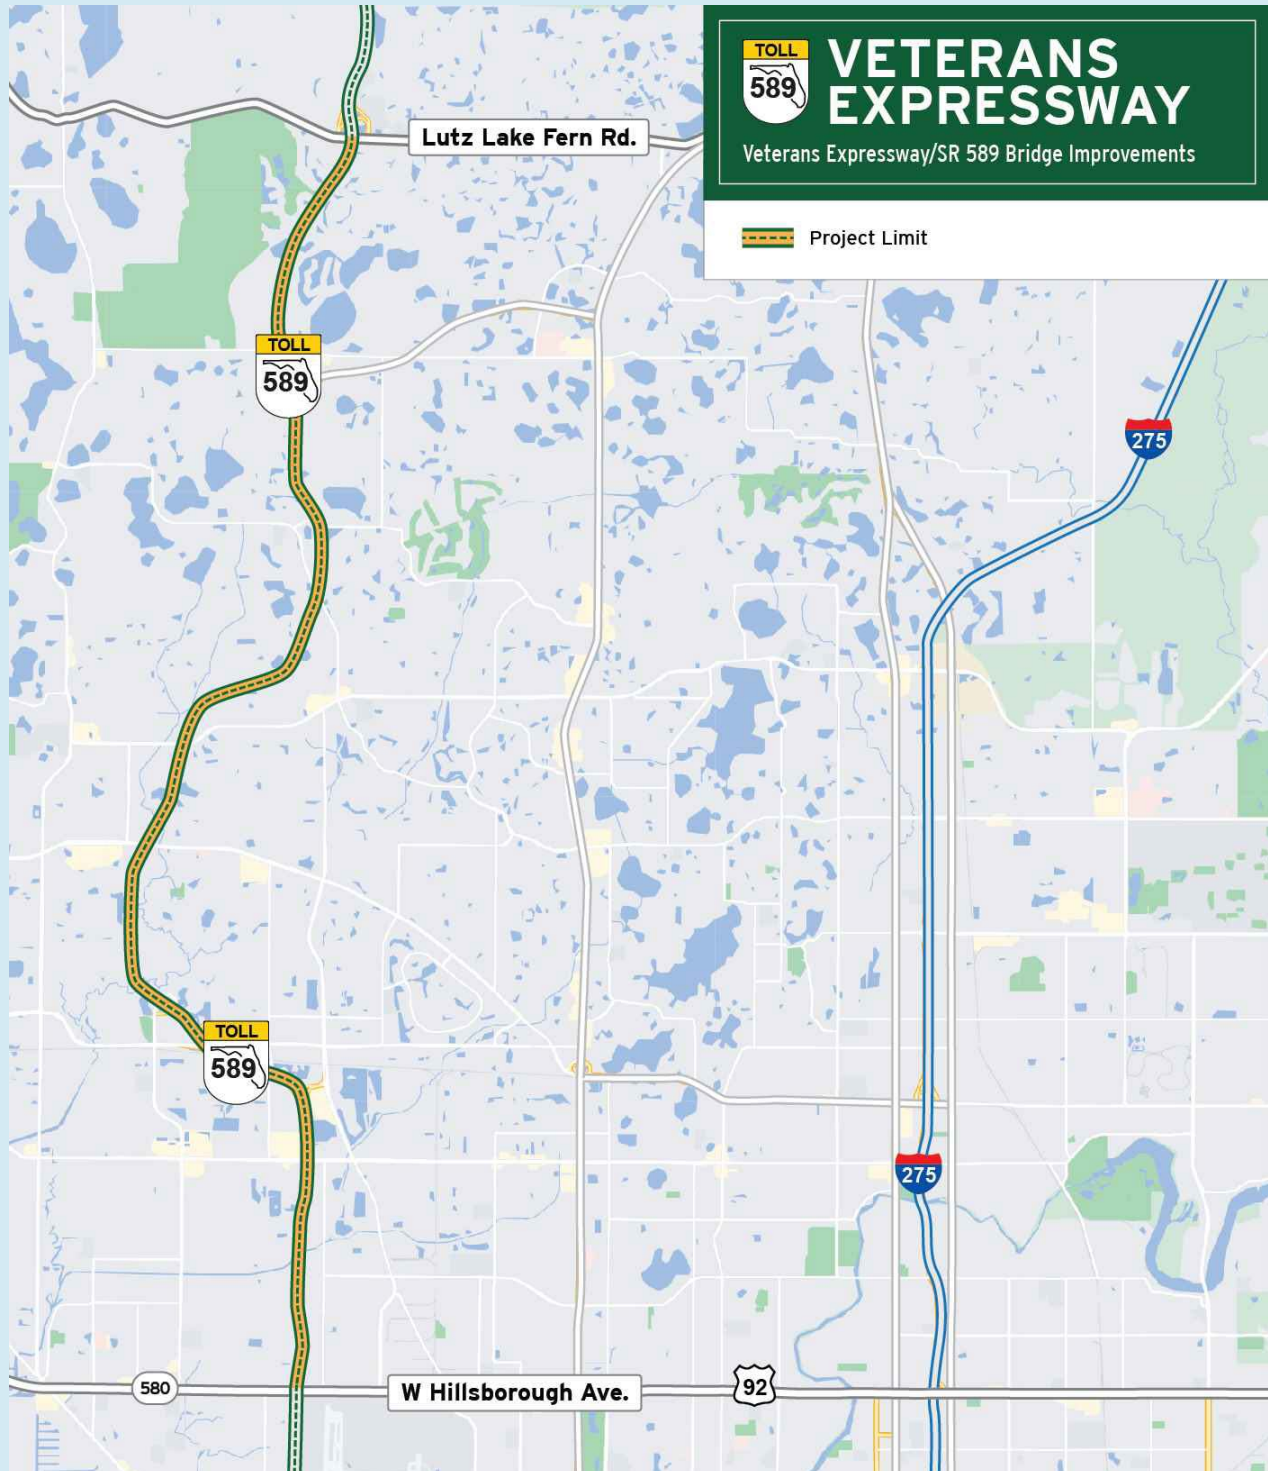 TOLL
589
VETERANS
EXPRESSWAY
Veterans Expressway/SR 589 Bridge Improvements
Project Limit
Lutz Lake Fern Rd.
TOLL
589
275
TOLL
589
275
580
W Hillsborough Ave.
92